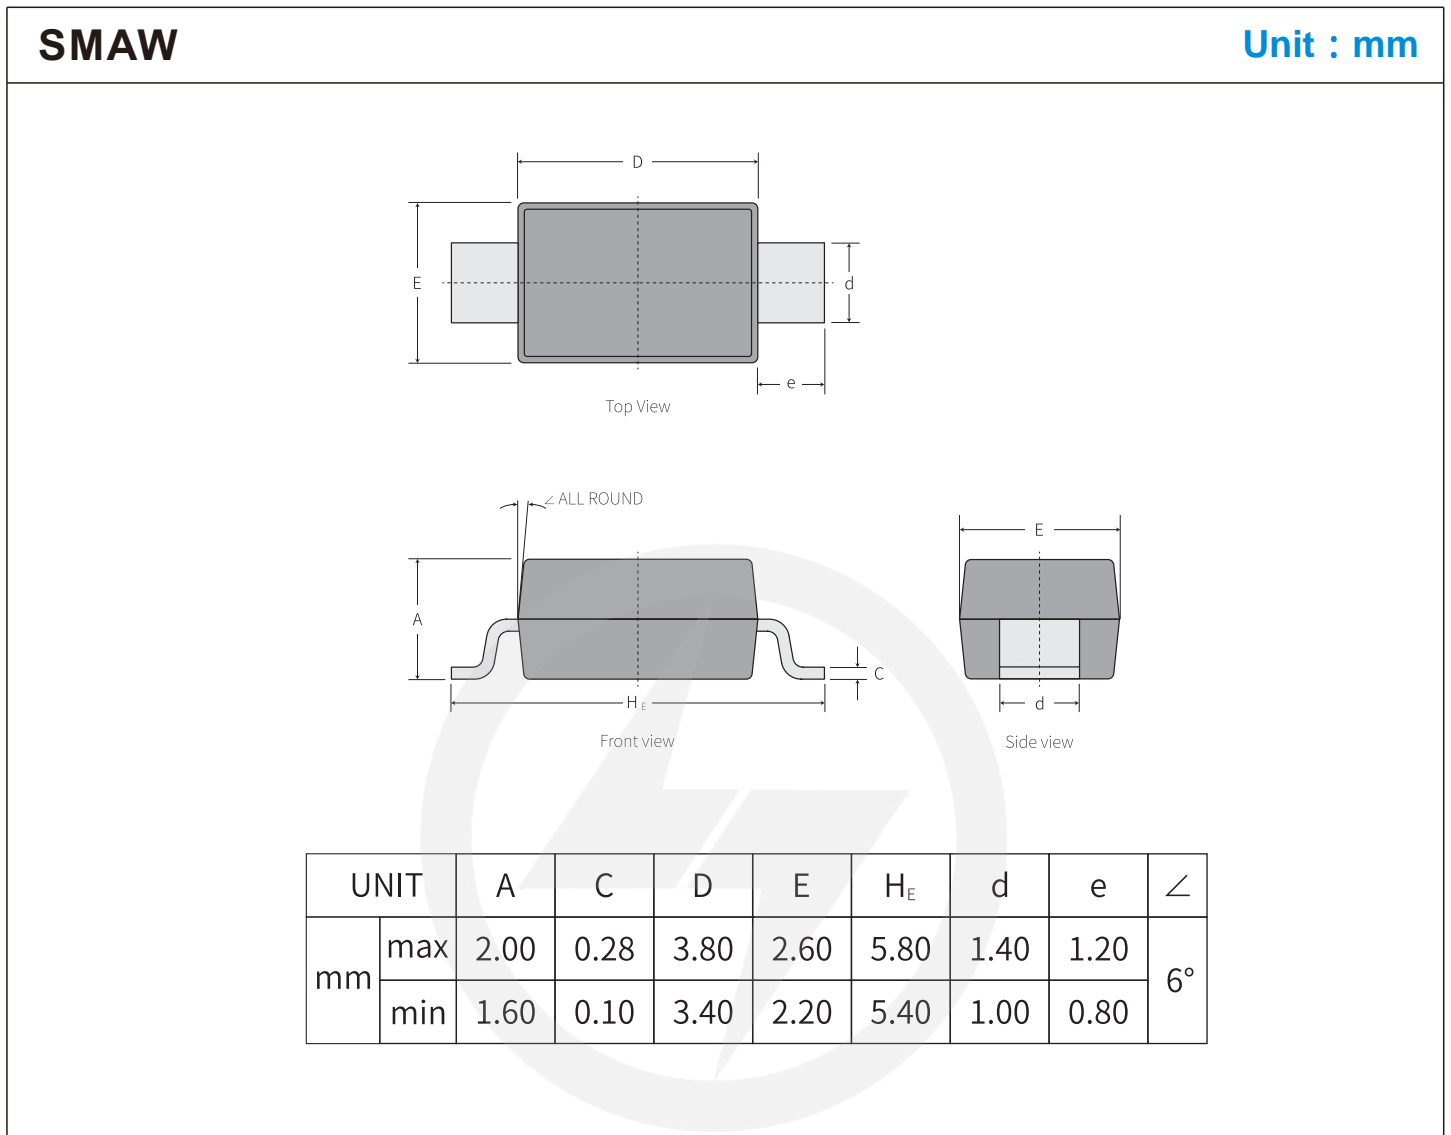 SMAW
Unit : mm
D
E
d
e
Top View
∠ ALL ROUND
E
A
C
HE
d
Front view
Side view
UNIT A C D E HE d e ∠
mm max 2.00 0.28 3.80 2.60 5.80 1.40 1.20 6°
min 1.60 0.10 3.40 2.20 5.40 1.00 0.80